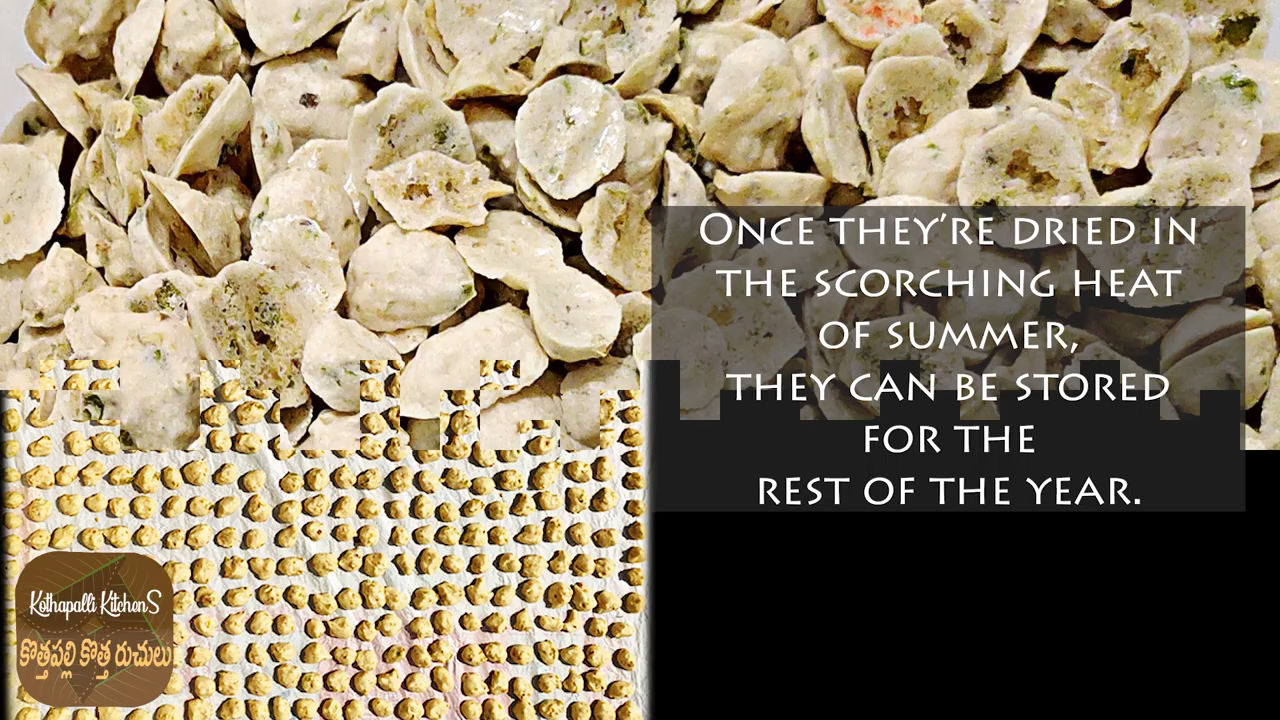 ONCE THEY'RE DRIED IN
THE SCORCHING HEAT
OF SUMMER,
THEY CAN BE STORED
FOR THE
REST OF THE YEAR.
Kothapalli KitchenS
కొత్తపల్లి కొత్త రుచులు